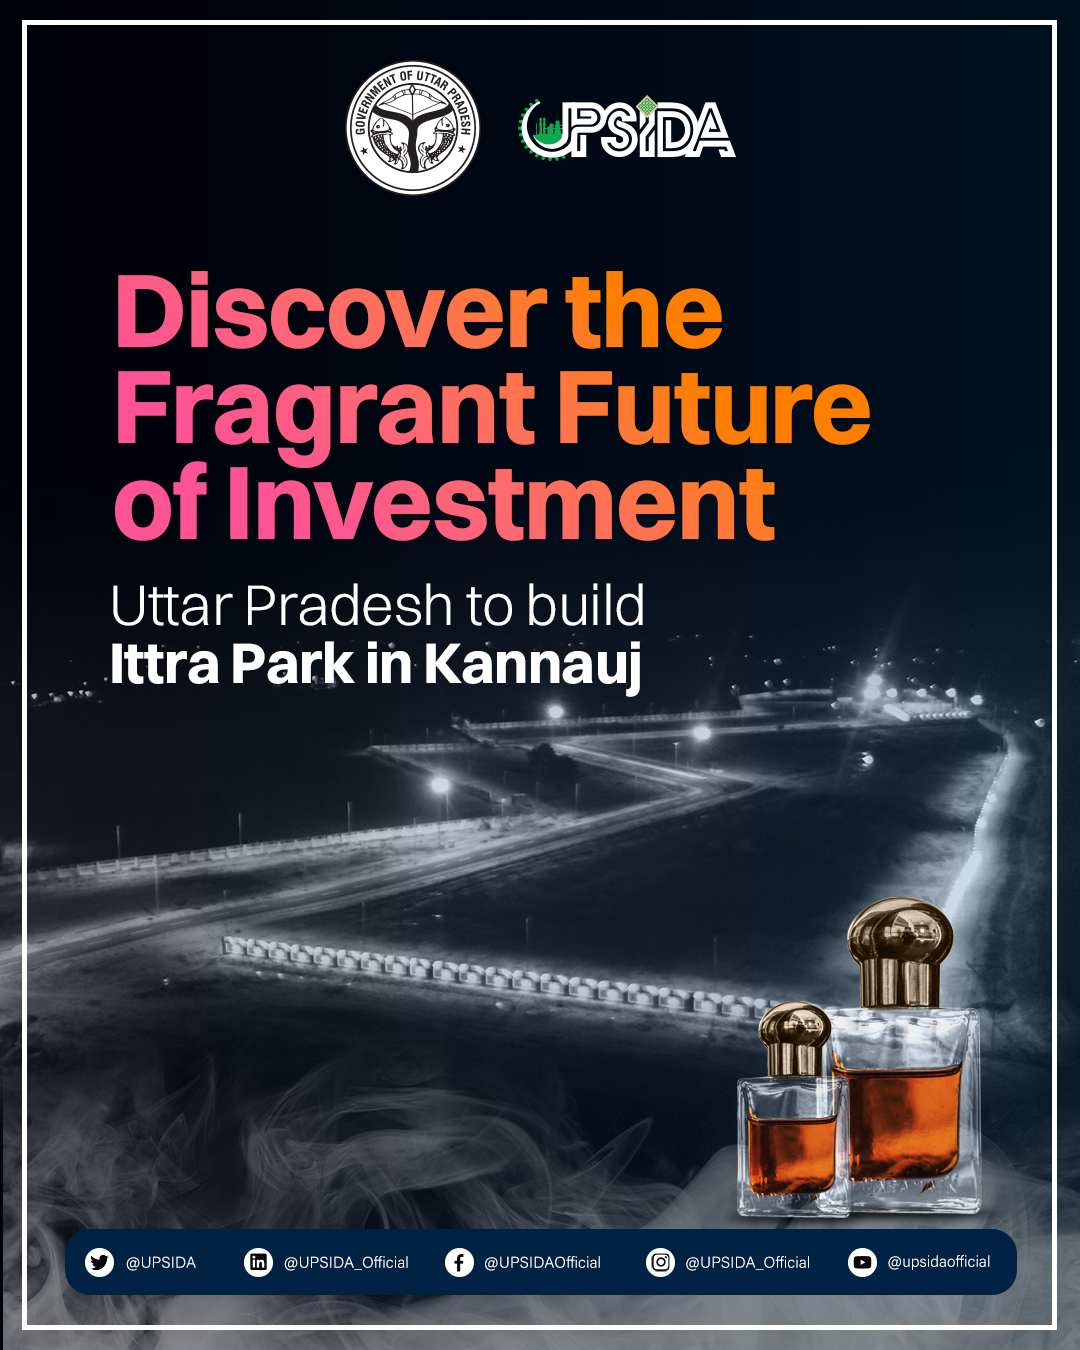 GOVERNMENT OF UTTAR PRADESH
UPSIDA
Discover the
Fragrant Future
of Investment
Uttar Pradesh to build
Ittra Park in Kannauj
@UPSIDA
@UPSIDA_Official
@UPSIDAOfficial
@UPSIDA_Official
@upsidaofficial